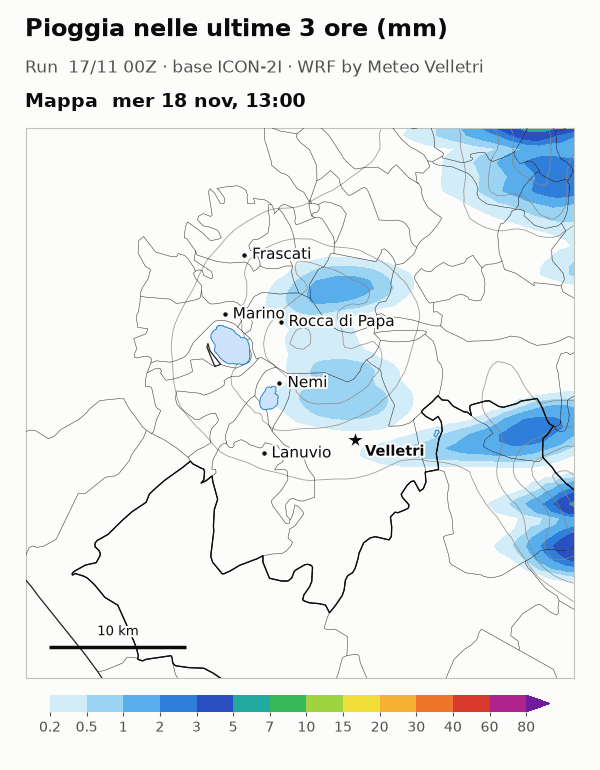 Pioggia nelle ultime 3 ore (mm)
Run  17/11 00Z · base ICON-2I · WRF by Meteo Velletri
Mappa  mer 18 nov, 13:00
Frascati
Marino
Rocca di Papa
Nemi
Velletri
Lanuvio
10 km
0.2 0.5 1 2 3 5 7 10 15 20 30 40 60 80